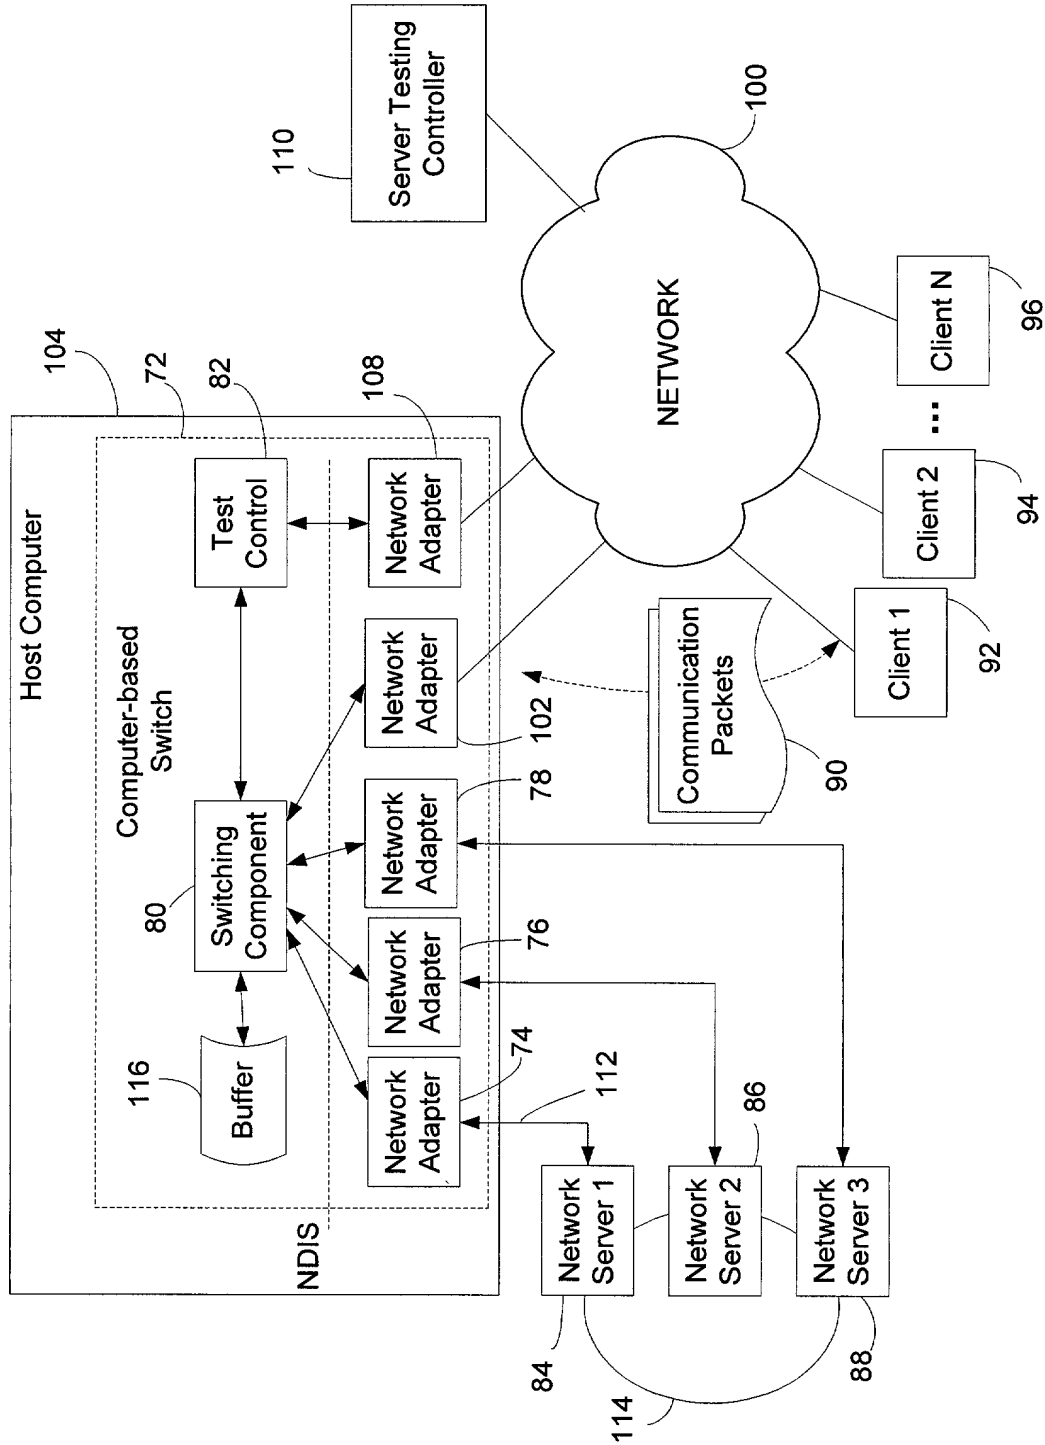 Host Computer
104
Computer-based
Switch
72
116
Buffer
80
Switching
Component
Test
Control
82
NDIS
Network
Adapter
74
Network
Adapter
76
Network
Adapter
78
Network
Adapter
102
Network
Adapter
108
110
Server Testing
Controller
112
84
Network
Server 1
Network
Server 2
86
Network
Server 3
88
114
Communication
Packets
90
NETWORK
100
Client 1
92
Client 2
94
...
Client N
96